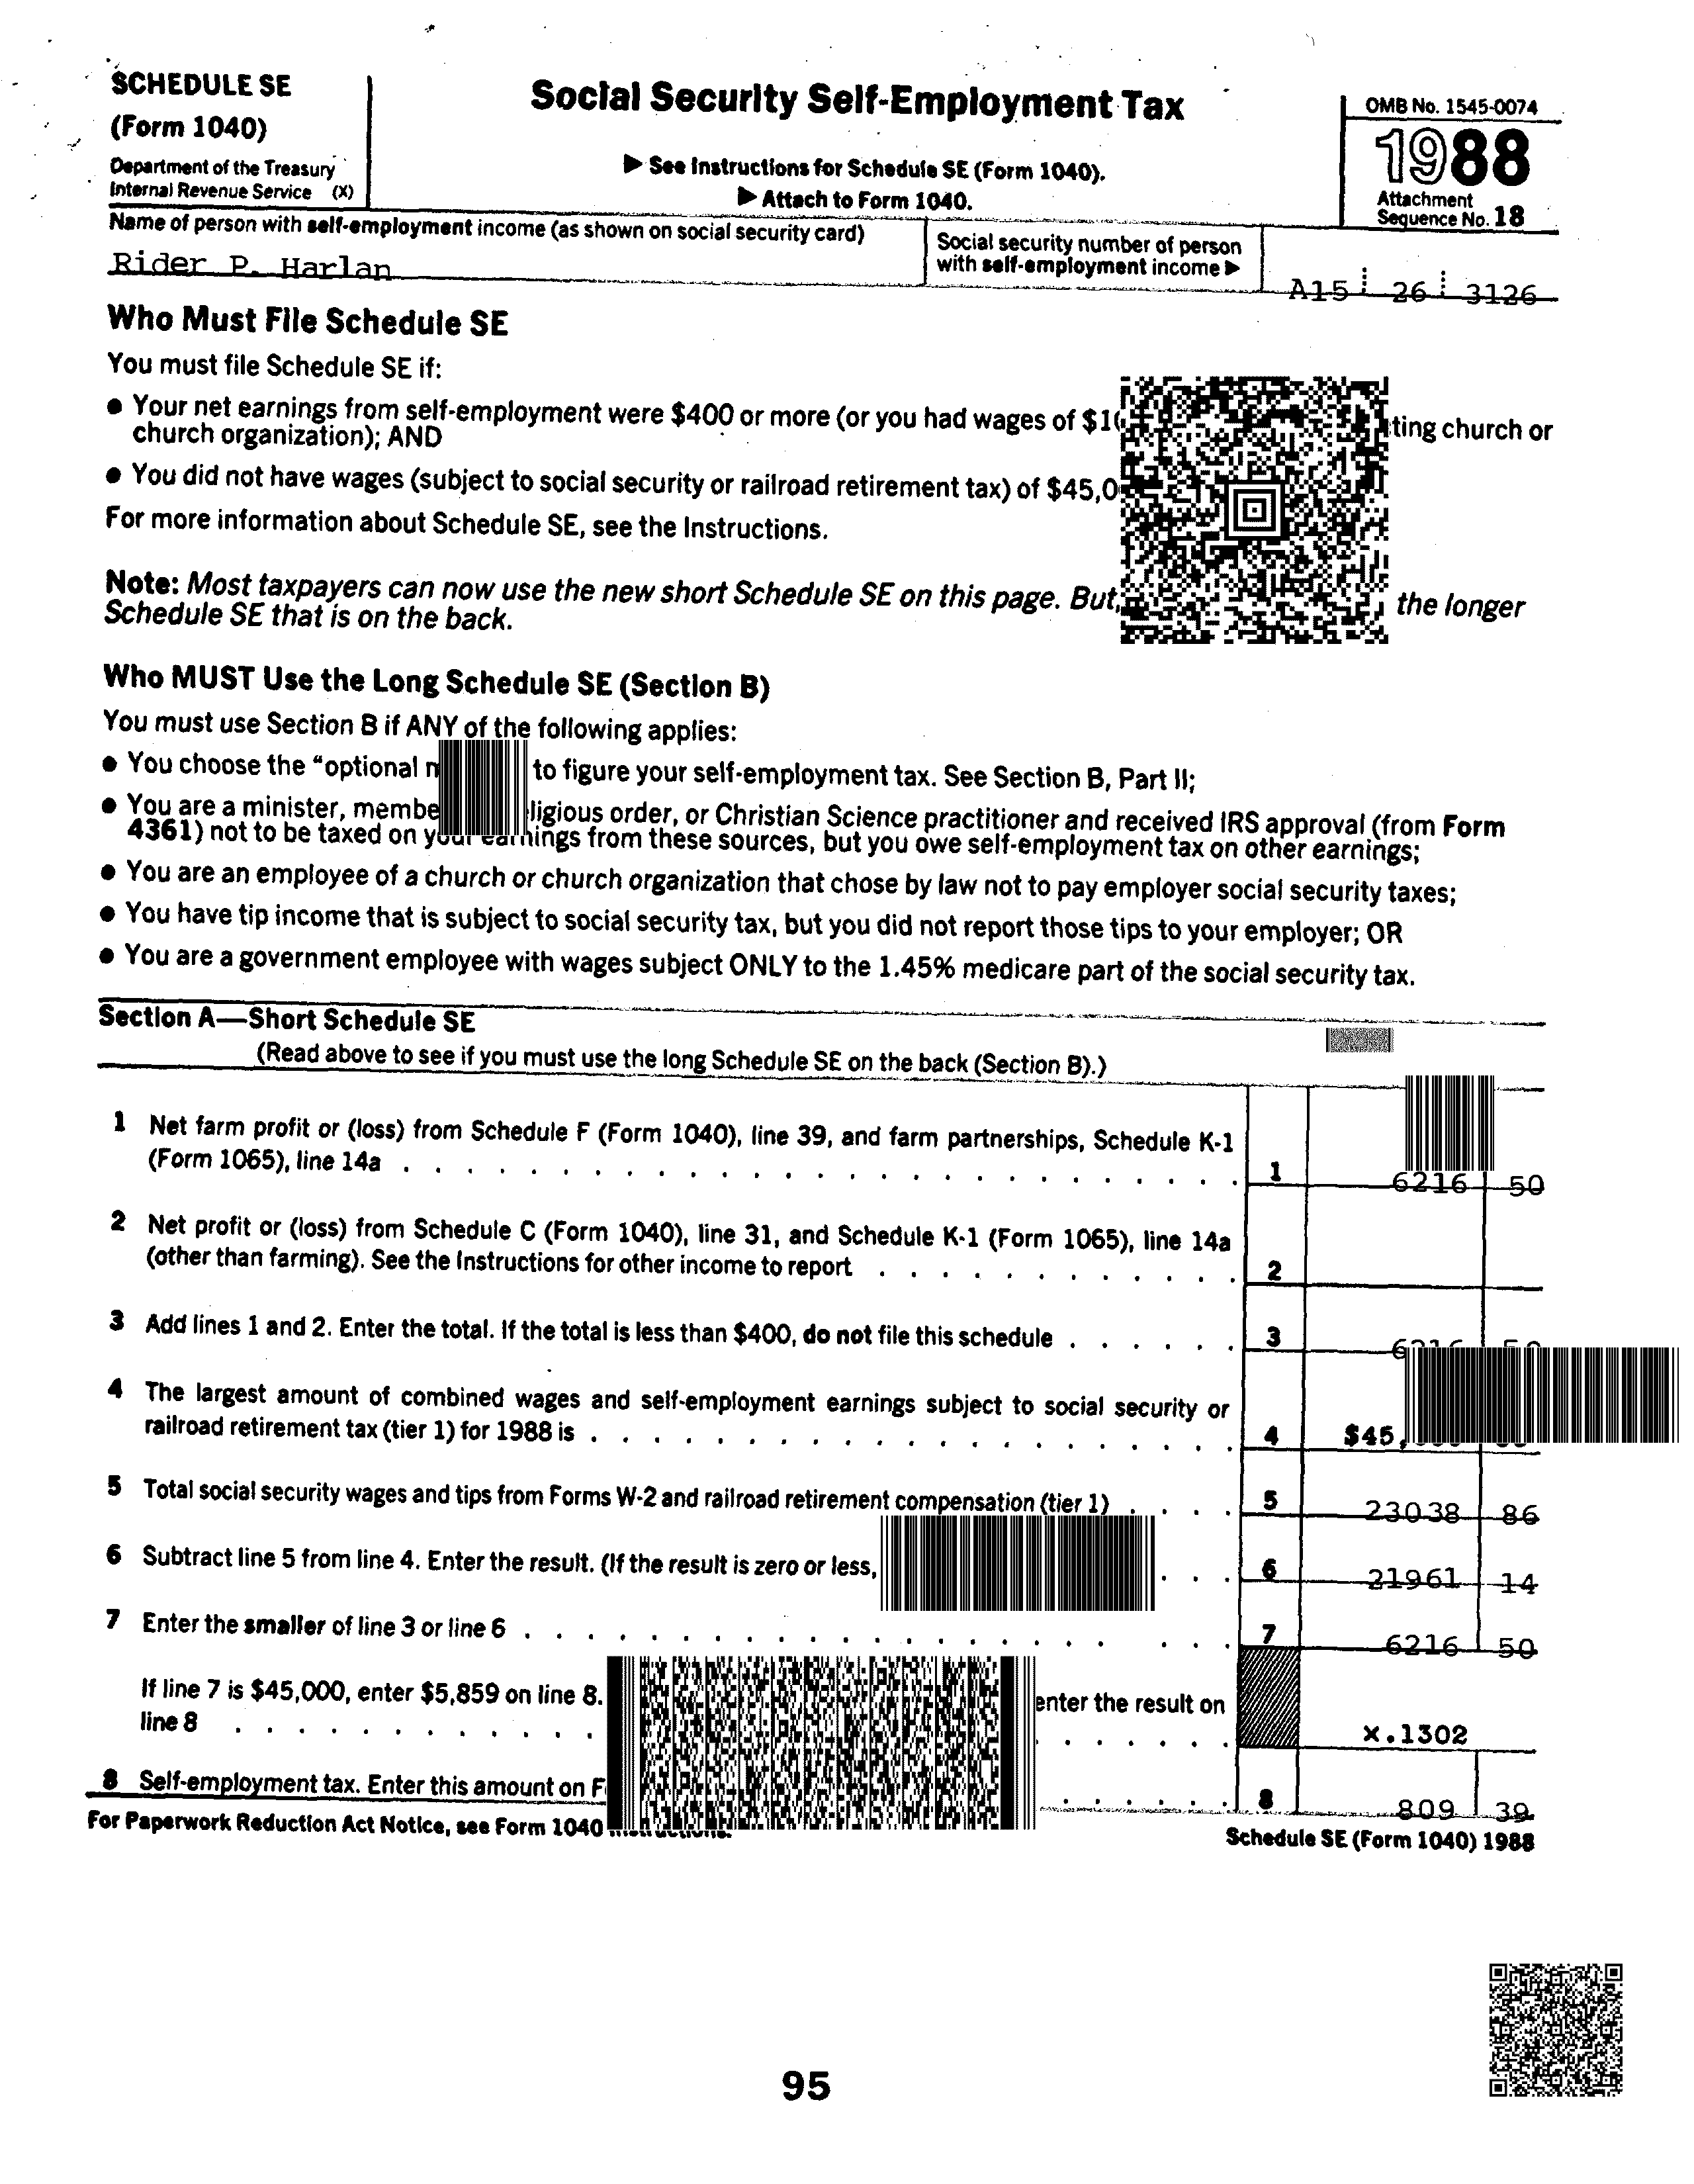 SCHEDULE SE
(Form 1040)
Department of the Treasury
Internal Revenue Service (X)
Social Security Self-Employment Tax
▶ See Instructions for Schedule SE (Form 1040).
▶ Attach to Form 1040.
OMB No. 1545-0074
1988
Attachment
Sequence No. 18
Name of person with self-employment income (as shown on social security card)
Rider P. Harlan
Social security number of person
with self-employment income ▶
A15 26 3126
Who Must File Schedule SE
You must file Schedule SE if:
● Your net earnings from self-employment were $400 or more (or you had wages of church or
church organization); AND
● You did not have wages (subject to social security or railroad retirement tax) of
For more information about Schedule SE, see the Instructions.
Note: Most taxpayers can now use the new short Schedule SE on this page. But, the longer
Schedule SE that is on the back.
Who MUST Use the Long Schedule SE (Section B)
You must use Section B if ANY of the following applies:
● You choose the “optional to figure your self-employment tax. See Section B, Part II;
● You are a minister, order, or Christian Science practitioner and received IRS approval (from Form
4361) not to be taxed on your earnings from these sources, but you owe self-employment tax on other earnings;
● You are an employee of a church or church organization that chose by law not to pay employer social security taxes;
● You have tip income that is subject to social security tax, but you did not report those tips to your employer; OR
● You are a government employee with wages subject ONLY to the 1.45% medicare part of the social security tax.
Section A—Short Schedule SE
(Read above to see if you must use the long Schedule SE on the back (Section B).)
1 Net farm profit or (loss) from Schedule F (Form 1040), line 39, and farm partnerships, Schedule K-1
(Form 1065), line 14a . . . . . 1 6216 50
2 Net profit or (loss) from Schedule C (Form 1040), line 31, and Schedule K-1 (Form 1065), line 14a
(other than farming). See the Instructions for other income to report . . . . . 2
3 Add lines 1 and 2. Enter the total. If the total is less than $400, do not file this schedule . . . . . 3
4 The largest amount of combined wages and self-employment earnings subject to social security or
railroad retirement tax (tier 1) for 1988 is . . . . . 4
5 Total social security wages and tips from Forms W-2 and railroad retirement compensation (tier 1) . . . . 5 23038 86
6 Subtract line 5 from line 4. Enter the result. (If the result is zero or less, . . . 6 21961 14
7 Enter the smaller of line 3 or line 6 . . . . . 7 6216 50
If line 7 is $45,000, enter $5,859 on line 8. enter the result on
line 8 . . . . . x.1302
8 Self-employment tax. Enter this amount on . . . . . 8 809 39
For Paperwork Reduction Act Notice, see Form 1040
Schedule SE (Form 1040) 1988
95